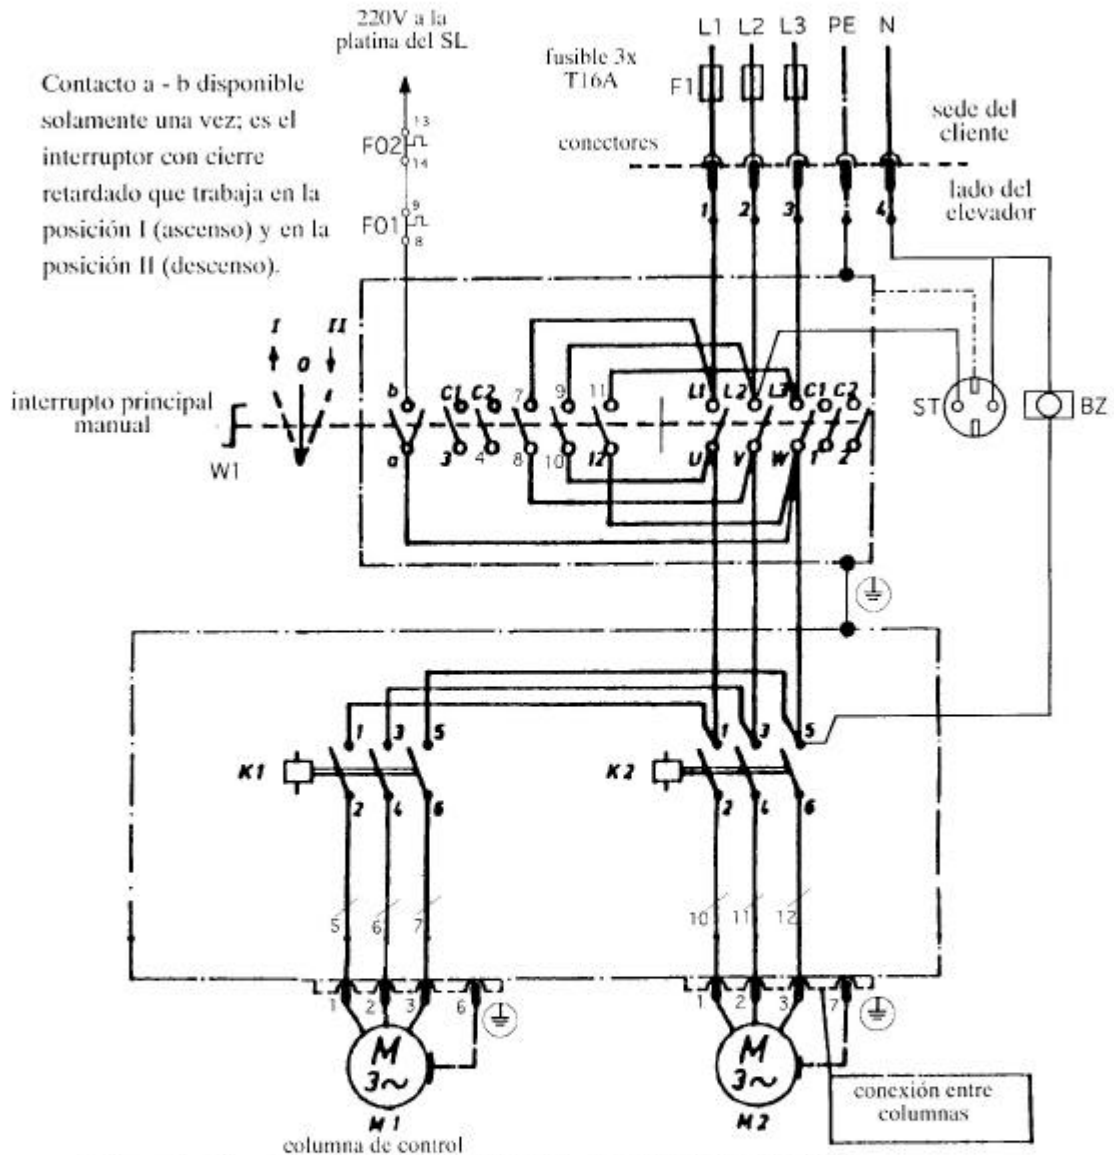 220V a la
platina del SL
L1 L2 L3 PE N
fusible 3x
T16A
F1
Contacto a - b disponible
solamente una vez; es el
interruptor con cierre
retardado que trabaja en la
posición I (ascenso) y en la
posición II (descenso).
sede del
cliente
conectores
lado del
elevador
13
FO2
14
9
FO1
8
1 2 3 4
I II
0
interrupto principal
manual
W1
b C1 C2 7 9 11 L1 L2 L3 C1 C2
a 3 4 8 10 12 U V W 1 2
ST
BZ
1 3 5
K1
2 4 6
1 3 5
K2
2 4 6
5 6 7
10 11 12
1 2 3 6
1 2 3 7
M
3~
M1
M
3~
M2
columna de control
conexión entre
columnas